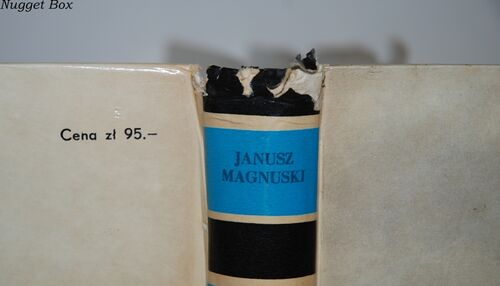 Nugget Box
Cena zł 95.—
JANUSZ
MAGNUSKI